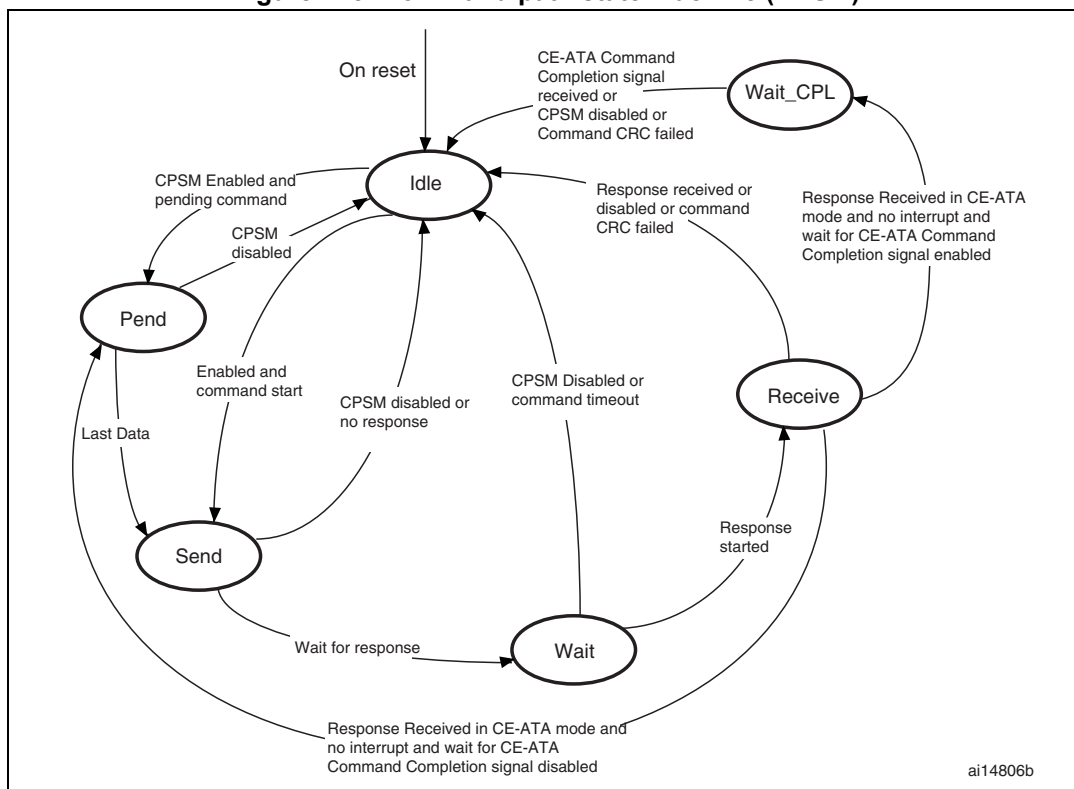 On reset
CE-ATA Command
Completion signal
received or
CPSM disabled or
Command CRC failed
Wait_CPL
Idle
CPSM Enabled and
pending command
Response received or
disabled or command
CRC failed
Response Received in CE-ATA
mode and no interrupt and
wait for CE-ATA Command
Completion signal enabled
CPSM
disabled
Pend
Enabled and
command start
CPSM disabled or
no response
CPSM Disabled or
command timeout
Receive
Last Data
Send
Response
started
Wait for response
Wait
Response Received in CE-ATA mode and
no interrupt and wait for CE-ATA
Command Completion signal disabled
ai14806b